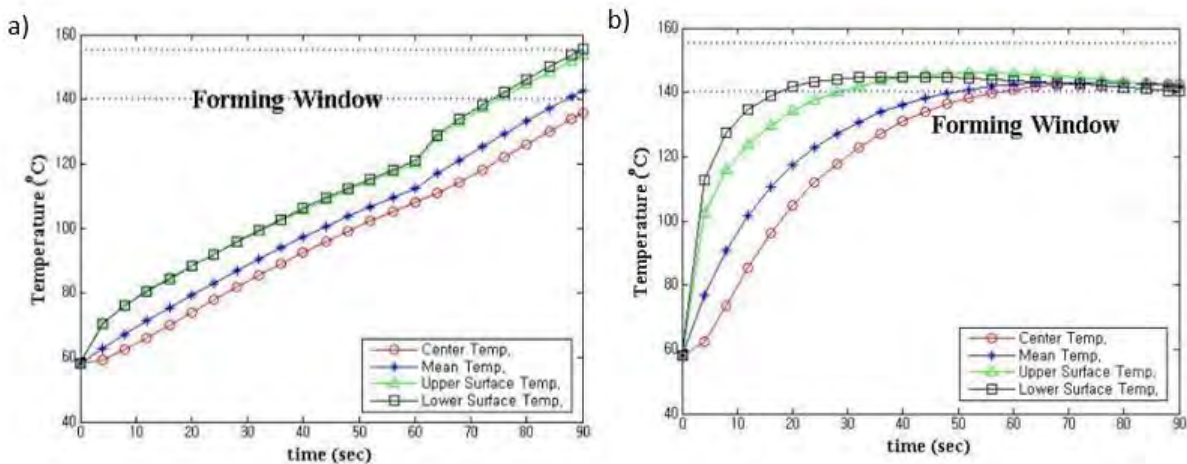 a)
160
140
120
100
80
60
40
Temperature (°C)
Forming Window
Center Temp,
Mean Temp,
Upper Surface Temp,
Lower Surface Temp,
0 10 20 30 40 50 60 70 80 90
time (sec)
b)
160
140
120
100
80
60
40
Temperature (°C)
Forming Window
Center Temp,
Mean Temp,
Upper Surface Temp,
Lower Surface Temp,
0 10 20 30 40 50 60 70 80 90
time (sec)